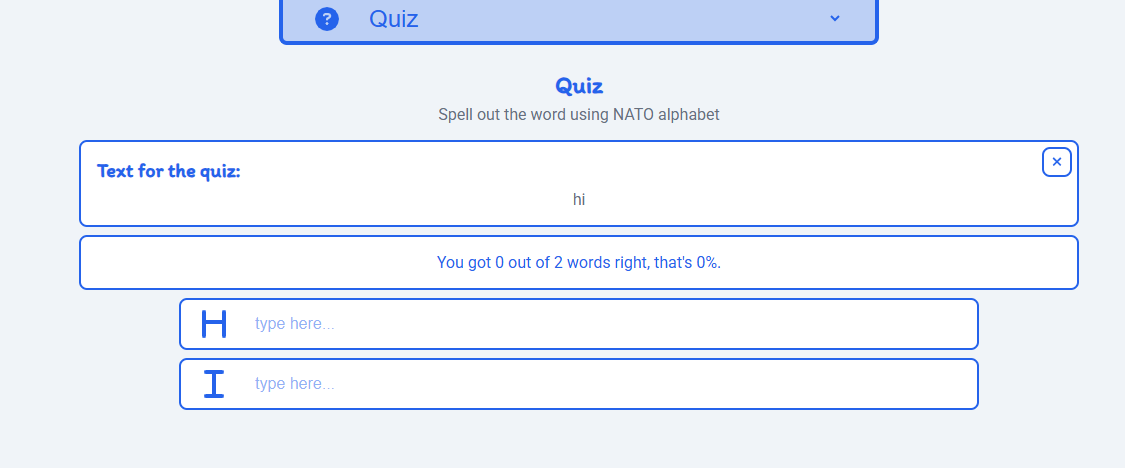 Quiz
Quiz
Spell out the word using NATO alphabet
Text for the quiz:
hi
You got 0 out of 2 words right, that's 0%.
H type here...
I type here...